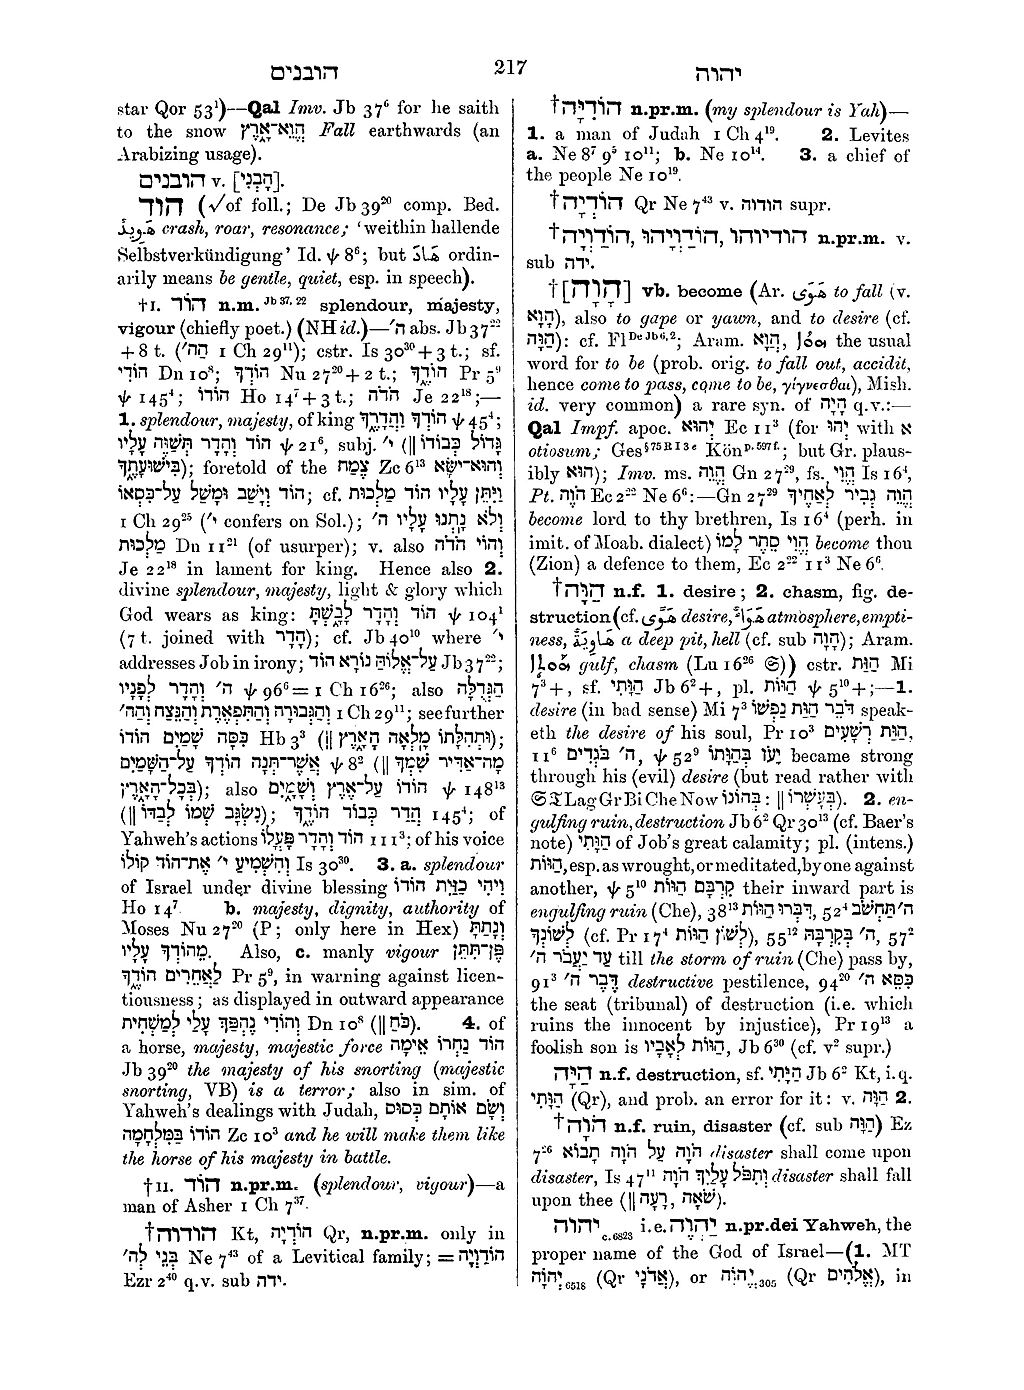 הובנים
217
יהוה
star Qor 53¹)—Qal Imv. Jb 37⁶ for he saith
to the snow הֱוֵא־אָ֑רֶץ Fall earthwards (an
Arabizing usage).
הובנים v. [הָבְנִי].
הוד (√of foll.; De Jb 39²⁰ comp. Bed.
هَوِيد crash, roar, resonance; ‘weithin hallende
Selbstverkündigung’ Id. ψ 8⁶; but هَادَ ordin-
arily means be gentle, quiet, esp. in speech).
†I. הוֹד n.m. Jb 37, 22 splendour, majesty,
vigour (chiefly poet.) (NH id.)—ה׳ abs. Jb 37²²
+ 8 t. (הַה׳ 1 Ch 29¹¹); cstr. Is 30³⁰ + 3 t.; sf.
הוֹדִי Dn 10⁸; הוֹדְךָ Nu 27²⁰ + 2 t.; הוֹדֶ֑ךָ Pr 5⁹
ψ 145⁴; הוֹדוֹ Ho 14⁷ + 3 t.; הֹדֹה Je 22¹⁸;—
1. splendour, majesty, of king הוֹדְךָ וַהֲדָרֶ֑ךָ ψ 45⁴;
הוֹד וְהָדָר תְּשַׁוֶּה עָלָיו ψ 21⁶, subj. י׳ (‖ גָּדוֹל כְּבוֹדוֹ
בִּישׁוּעָתֶ֑ךָ); foretold of the צֶמַח Zc 6¹³ וְהוּא־יִשָּׂא
הוֹד וְיָשַׁב וּמָשַׁל עַל־כִּסְאוֹ; cf. וַיִּתֵּן עָלָיו הוֹד מַלְכוּת
1 Ch 29²⁵ (י׳ confers on Sol.); וְלֹא נָתְנוּ עָלָיו ה׳
מַלְכוּת Dn 11²¹ (of usurper); v. also וְהוֹי הֹדֹה
Je 22¹⁸ in lament for king. Hence also 2.
divine splendour, majesty, light & glory which
God wears as king: הוֹד וְהָדָר לָבָֽשְׁתָּ ψ 104¹
(7 t. joined with הָדָר); cf. Jb 40¹⁰ where י׳
addresses Job in irony; עַל־אֱלוֹהַּ נוֹרָא הוֹד Jb 37²²;
ה׳ וְהָדָר לְפָנָיו ψ 96⁶ = 1 Ch 16²⁶; also הַגְּדֻלָּה
וְהַגְּבוּרָה וְהַתִּפְאֶרֶת וְהַנֵּצַח וְהַה׳ 1 Ch 29¹¹; see further
כִּסָּה שָׁמַיִם הוֹדוֹ Hb 3³ (‖ וּתְהִלָּתוֹ מָלְאָה הָאָרֶץ);
אֲשֶׁר־תְּנָה הוֹדְךָ עַל־הַשָּׁמַיִם ψ 8² (‖ מָה־אַדִּיר שִׁמְךָ
בְּכָל־הָאָרֶץ); also הוֹדוֹ עַל־אֶרֶץ וְשָׁמָיִם ψ 148¹³
(‖ נִשְׂגָּב שְׁמוֹ לְבַדּוֹ); הֲדַר כְּבוֹד הוֹדֶ֑ךָ 145⁴; of
Yahweh's actions הוֹד וְהָדָר פָּעֳלוֹ 111³; of his voice
וְהִשְׁמִיעַ י׳ אֶת־הוֹד קוֹלוֹ Is 30³⁰. 3. a. splendour
of Israel under divine blessing וִיהִי כַזַּיִת הוֹדוֹ
Ho 14⁷. b. majesty, dignity, authority of
Moses Nu 27²⁰ (P; only here in Hex) וְנָתַתָּ
מֵהוֹדְךָ עָלָיו. Also, c. manly vigour פֶּן־תִּתֵּן
לַאֲחֵרִים הוֹדֶ֑ךָ Pr 5⁹, in warning against licen-
tiousness; as displayed in outward appearance
וְהוֹדִי נֶהְפַּךְ עָלַי לְמַשְׁחִית Dn 10⁸ (‖ כֹּחַ). 4. of
a horse, majesty, majestic force הוֹד נַחְרוֹ אֵימָה
Jb 39²⁰ the majesty of his snorting (majestic
snorting, VB) is a terror; also in sim. of
Yahweh's dealings with Judah, וְשָׂם אוֹתָם כְּסוּס
הוֹדוֹ בַּמִּלְחָמָה Zc 10³ and he will make them like
the horse of his majesty in battle.
†II. הוֹד n.pr.m. (splendour, vigour)—a
man of Asher 1 Ch 7³⁷.
†הודוה Kt, הוֹדְיָה Qr, n.pr.m. only in
בְּנֵי לְה׳ Ne 7⁴³ of a Levitical family; = הוֹדַוְיָה
Ezr 2⁴⁰ q.v. sub ידה.
†הוֹדִיָּה n.pr.m. (my splendour is Yah)—
1. a man of Judah 1 Ch 4¹⁹. 2. Levites
a. Ne 8⁷ 9⁵ 10¹¹; b. Ne 10¹⁴. 3. a chief of
the people Ne 10¹⁹.
†הוֹדְיָה Qr Ne 7⁴³ v. הודוה supr.
†הוֹדַוְיָה, הוֹדַוְיָהוּ, הודיוהו n.pr.m. v.
sub ידה.
†[הָוָה] vb. become (Ar. هَوَى to fall (v.
הָוָא), also to gape or yawn, and to desire (cf.
הַוָּה): cf. Fl De Jb 6, 2; Aram. הֲוָא, ܗܘܳܐ the usual
word for to be (prob. orig. to fall out, accidit,
hence come to pass, come to be, γίγνεσθαι), Mish.
id. very common) a rare syn. of הָיָה q.v.:—
Qal Impf. apoc. יְהוּא Ec 11³ (for יְהוּ with א
otiosum; Ges § 75 R I 3 e Kön p. 597 f.; but Gr. plaus-
ibly הוּא); Imv. ms. הֱוֵה Gn 27²⁹, fs. הֱוִי Is 16⁴,
Pt. הֹוֶה Ec 2²² Ne 6⁶:—Gn 27²⁹ הֱוֵה גְבִיר לְאַחֶיךָ
become lord to thy brethren, Is 16⁴ (perh. in
imit. of Moab. dialect) הֱוִי סֵתֶר לָמוֹ become thou
(Zion) a defence to them, Ec 2²² 11³ Ne 6⁶.
†הַוָּה n.f. 1. desire; 2. chasm, fig. de-
struction (cf. هَوًى desire, هَوَاءٌ atmosphere, empti-
ness, هَاوِيَةٌ a deep pit, hell (cf. sub הָוָה); Aram.
ܗܘܬܐ gulf, chasm (Lu 16²⁶ 𝔖)) cstr. הַוַּת Mi
7³ +, sf. הַוָּתִי Jb 6² +, pl. הַוּוֹת ψ 5¹⁰ +;—1.
desire (in bad sense) Mi 7³ דֹּבֵר הַוַּת נַפְשׁוֹ speak-
eth the desire of his soul, Pr 10³ הַוַּת רְשָׁעִים,
11⁶ ה׳ בֹּגְדִים, ψ 52⁹ יָעֹז בְּהַוָּתוֹ became strong
through his (evil) desire (but read rather with
𝔖𝔗 Lag Gr Bi Che Now בְּהוֹנוֹ: ‖ בְּעָשְׁרוֹ). 2. en-
gulfing ruin, destruction Jb 6² Qr 30¹³ (cf. Baer's
note) הַוָּתִי of Job's great calamity; pl. (intens.)
הַוּוֹת, esp. as wrought, or meditated, by one against
another, ψ 5¹⁰ קִרְבָּם הַוּוֹת their inward part is
engulfing ruin (Che), 38¹³ דִּבְּרוּ הַוּוֹת, 52⁴ ה׳ תַּחְשֹׁב
לְשׁוֹנֶךָ (cf. Pr 17⁴ לְשׁוֹן הַוּוֹת), 55¹² ה׳ בְּקִרְבָּהּ, 57²
עַד יַעֲבֹר ה׳ till the storm of ruin (Che) pass by,
91³ דֶּבֶר ה׳ destructive pestilence, 94²⁰ כִּסֵּא ה׳
the seat (tribunal) of destruction (i.e. which
ruins the innocent by injustice), Pr 19¹³ a
foolish son is הַוּוֹת לְאָבִיו, Jb 6³⁰ (cf. v² supr.)
הַיָּה n.f. destruction, sf. הַיָּתִי Jb 6² Kt, i.q.
הַוָּתִי (Qr), and prob. an error for it: v. הַוָּה 2.
†הֹוָה n.f. ruin, disaster (cf. sub הַוָּה) Ez
7²⁶ הֹוָה עַל הֹוָה תָּבוֹא disaster shall come upon
disaster, Is 47¹¹ וְתִפֹּל עָלַיִךְ הֹוָה disaster shall fall
upon thee (‖ שֹׁאָה, רָעָה).
יהוה c. 6823 i.e. יַהְוֶה n.pr.dei Yahweh, the
proper name of the God of Israel—(1. MT
יְהוָֹה 6518 (Qr אֲדֹנָי), or יֱהוִֹה 305 (Qr אֱלֹהִים), in